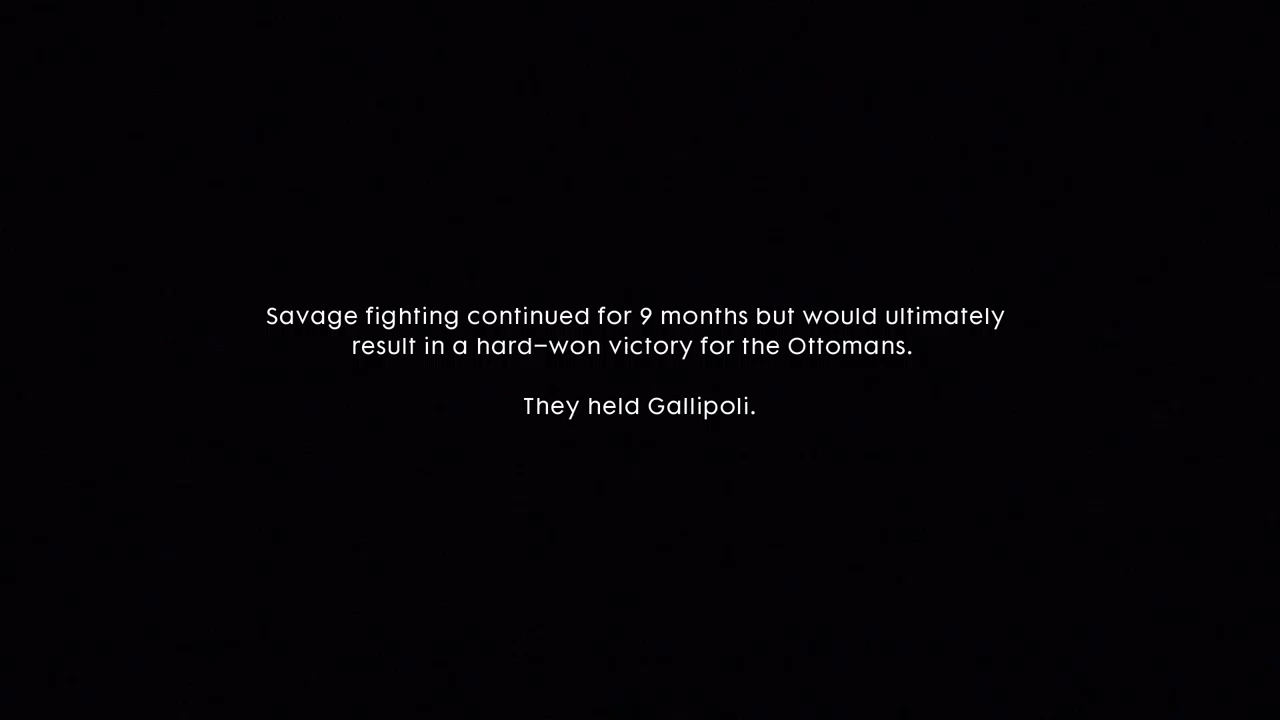 Savage fighting continued for 9 months but would ultimately
result in a hard–won victory for the Ottomans.
They held Gallipoli.